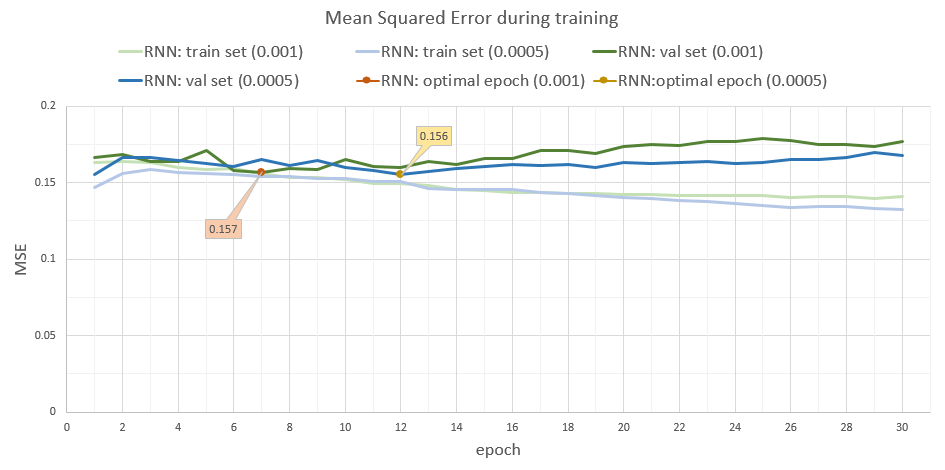 Mean Squared Error during training
RNN: train set (0.001) RNN: train set (0.0005) RNN: val set (0.001)
RNN: val set (0.0005) RNN: optimal epoch (0.001) RNN:optimal epoch (0.0005)
0.2
0.156
0.15
0.157
0.1
0.05
0
MSE
0 2 4 6 8 10 12 14 16 18 20 22 24 26 28 30
epoch